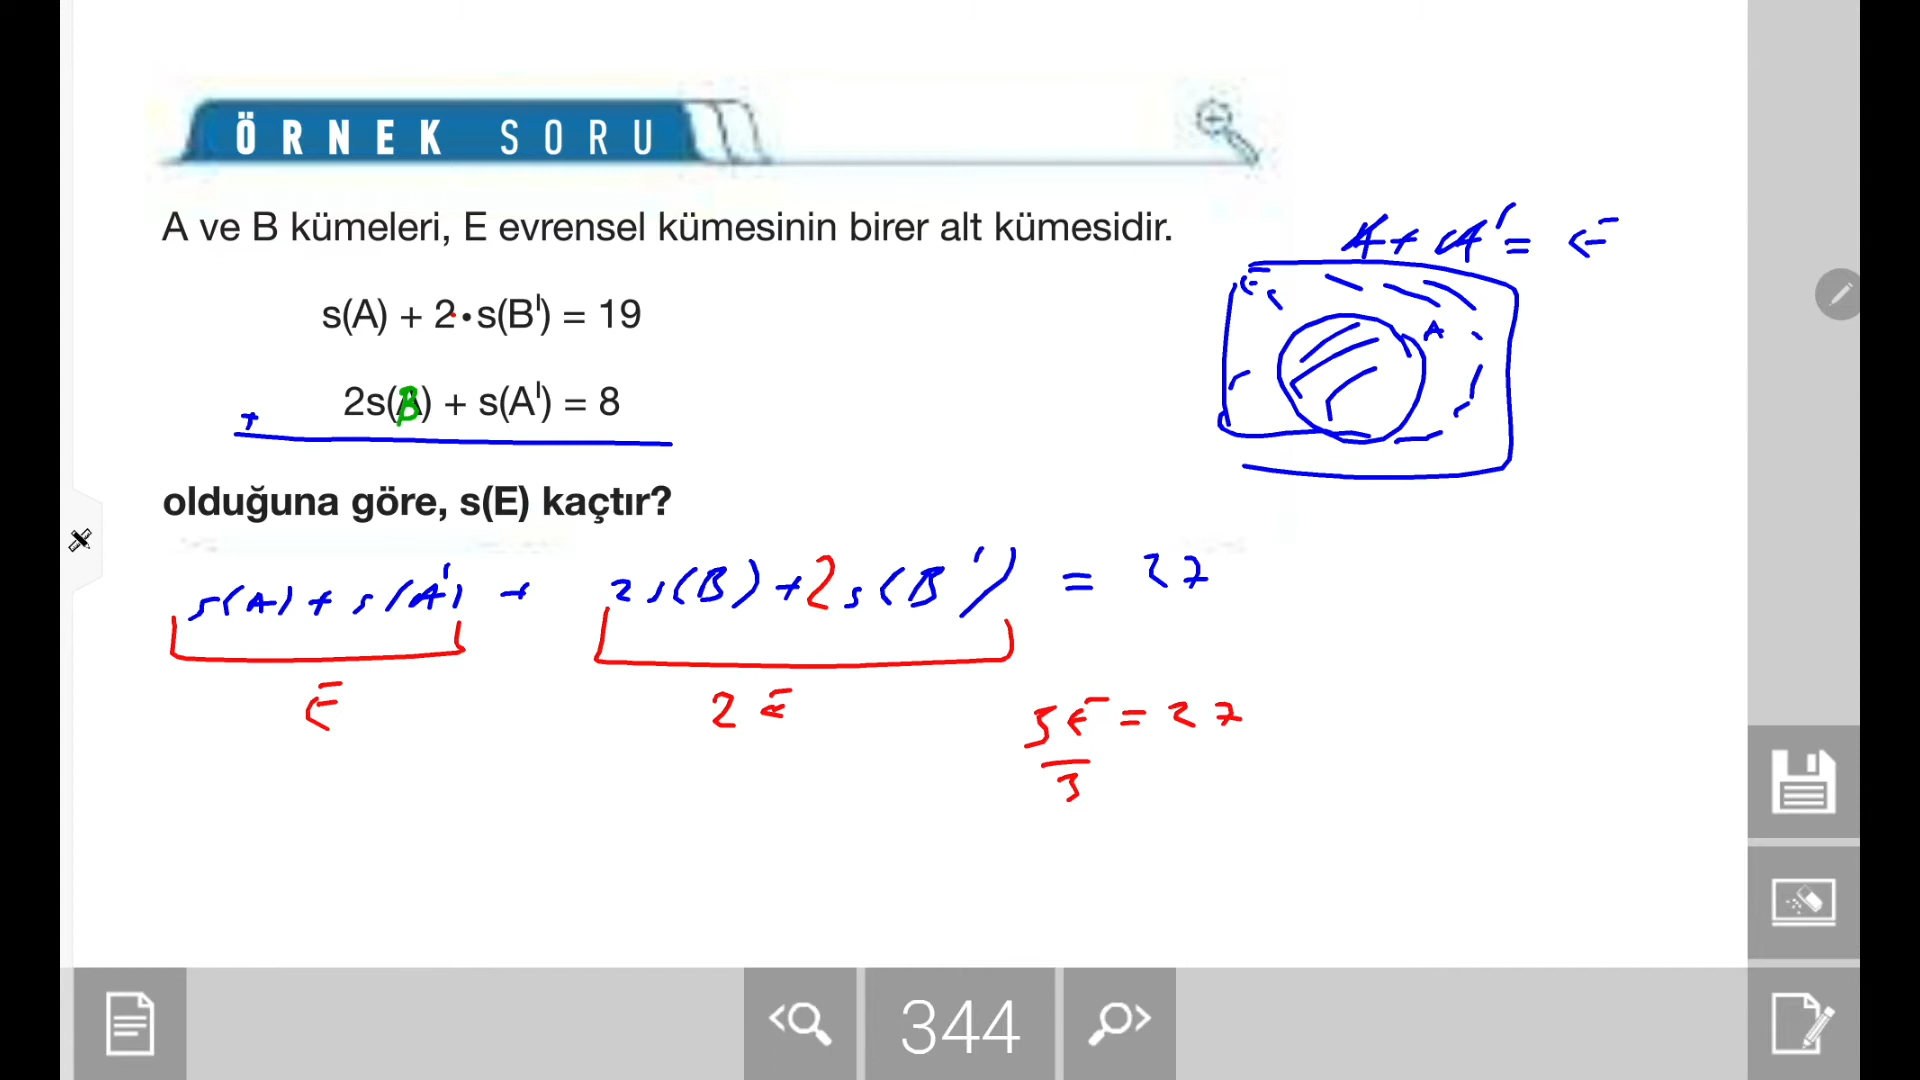 ÖRNEK SORU
A ve B kümeleri, E evrensel kümesinin birer alt kümesidir.
A + A' = E
E
A
s(A) + 2·s(B') = 19
2s(B) + s(A') = 8
+
olduğuna göre, s(E) kaçtır?
s(A) + s(A') + 2s(B) + 2s(B') = 27
E
2E
3E = 27
3
<
344
>